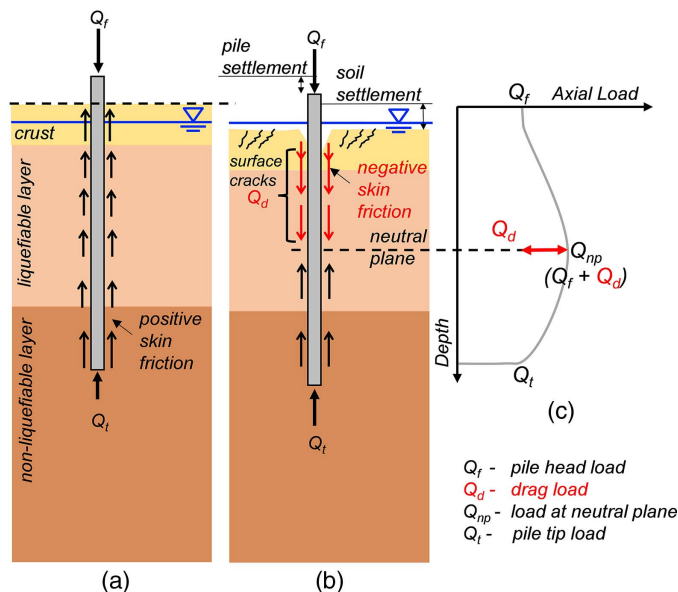 Qf
crust
liquefiable layer
non-liquefiable layer
positive
skin
friction
Qt
(a)
Qf
pile
settlement
soil
settlement
surface
cracks
Qd
negative
skin
friction
neutral
plane
Qt
(b)
Qf
Axial Load
Qd
Qnp
(Qf + Qd)
Depth
Qt
(c)
Qf - pile head load
Qd - drag load
Qnp - load at neutral plane
Qt - pile tip load